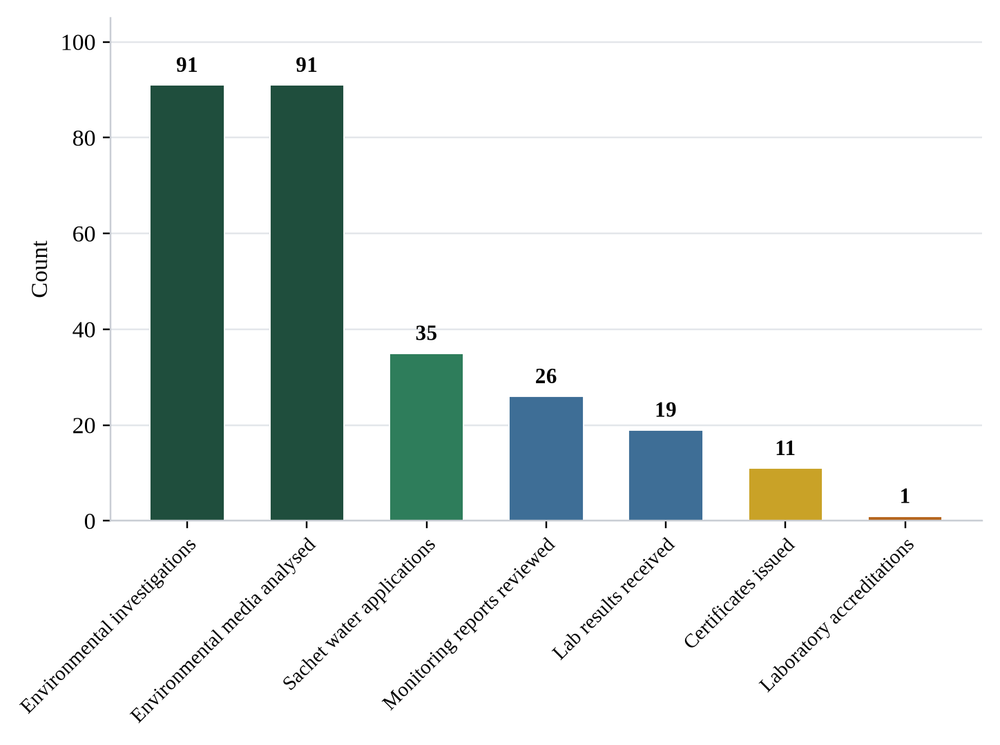 100
80
60
40
20
0
Count
91
91
35
26
19
11
1
Environmental investigations
Environmental media analysed
Sachet water applications
Monitoring reports reviewed
Lab results received
Certificates issued
Laboratory accreditations